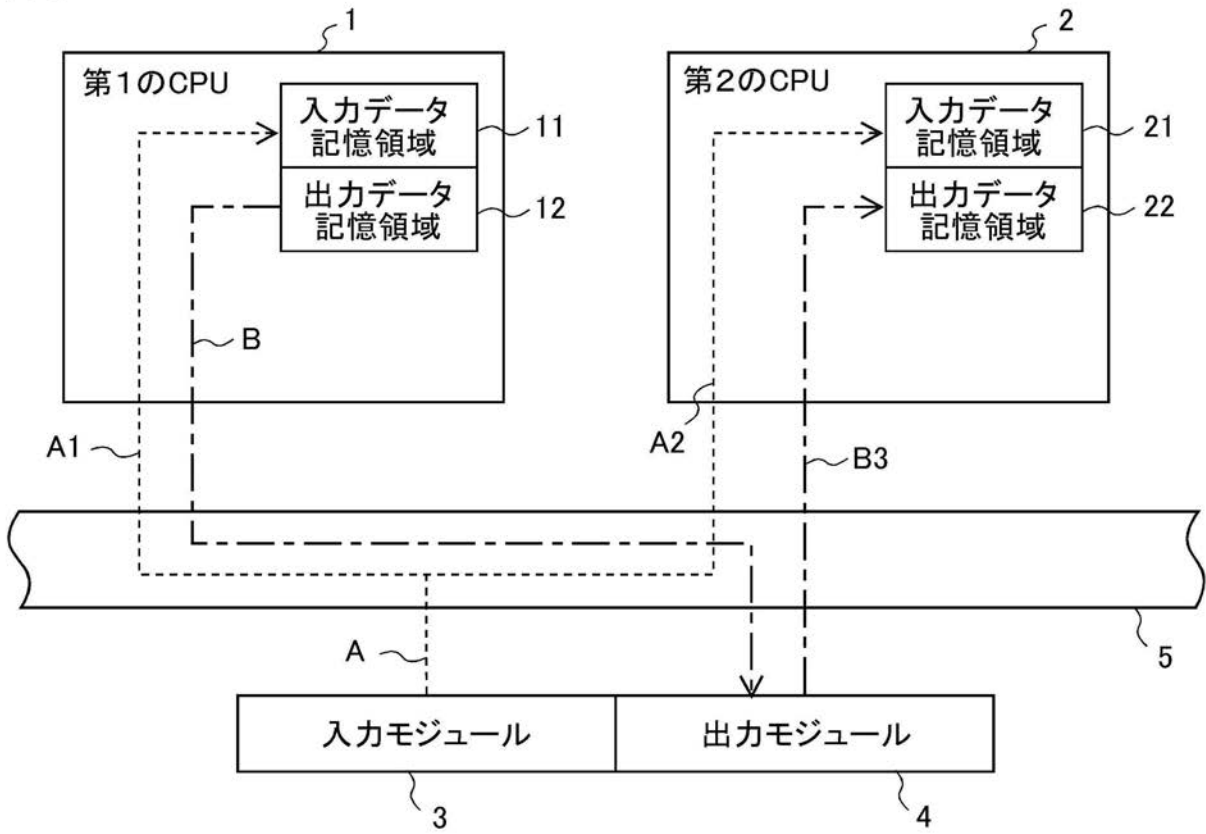 1
2
第1のCPU
入力データ
記憶領域
11
出力データ
記憶領域
12
第2のCPU
入力データ
記憶領域
21
出力データ
記憶領域
22
B
A1
A2
B3
A
5
入力モジュール
出力モジュール
3
4